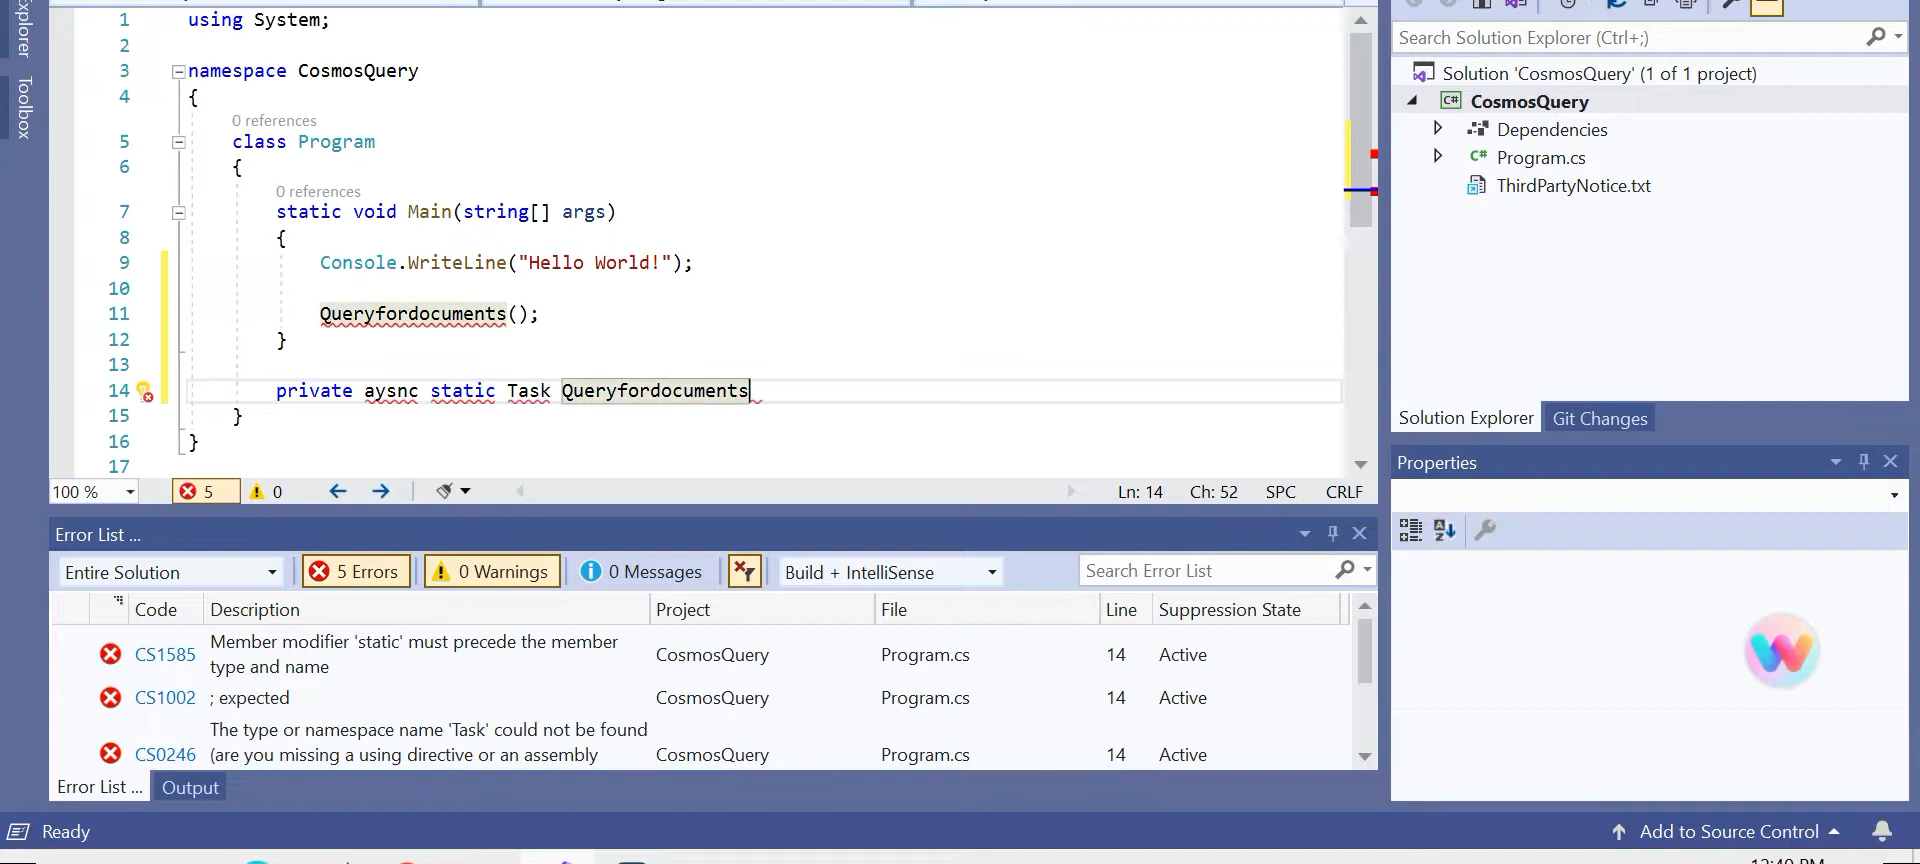 Explorer
Toolbox
1 using System;
2
3 namespace CosmosQuery
4 {
0 references
5 class Program
6 {
0 references
7 static void Main(string[] args)
8 {
9 Console.WriteLine("Hello World!");
10
11 Queryfordocuments();
12 }
13
14 private aysnc static Task Queryfordocuments
15 }
16 }
17
100 % 5 0 Ln: 14 Ch: 52 SPC CRLF
Error List ...
Entire Solution 5 Errors 0 Warnings 0 Messages Build + IntelliSense Search Error List
Code Description Project File Line Suppression State
CS1585 Member modifier 'static' must precede the member type and name CosmosQuery Program.cs 14 Active
CS1002 ; expected CosmosQuery Program.cs 14 Active
CS0246 The type or namespace name 'Task' could not be found (are you missing a using directive or an assembly CosmosQuery Program.cs 14 Active
Error List ... Output
Search Solution Explorer (Ctrl+;)
Solution 'CosmosQuery' (1 of 1 project)
C# CosmosQuery
Dependencies
C# Program.cs
ThirdPartyNotice.txt
Solution Explorer Git Changes
Properties
Ready
Add to Source Control